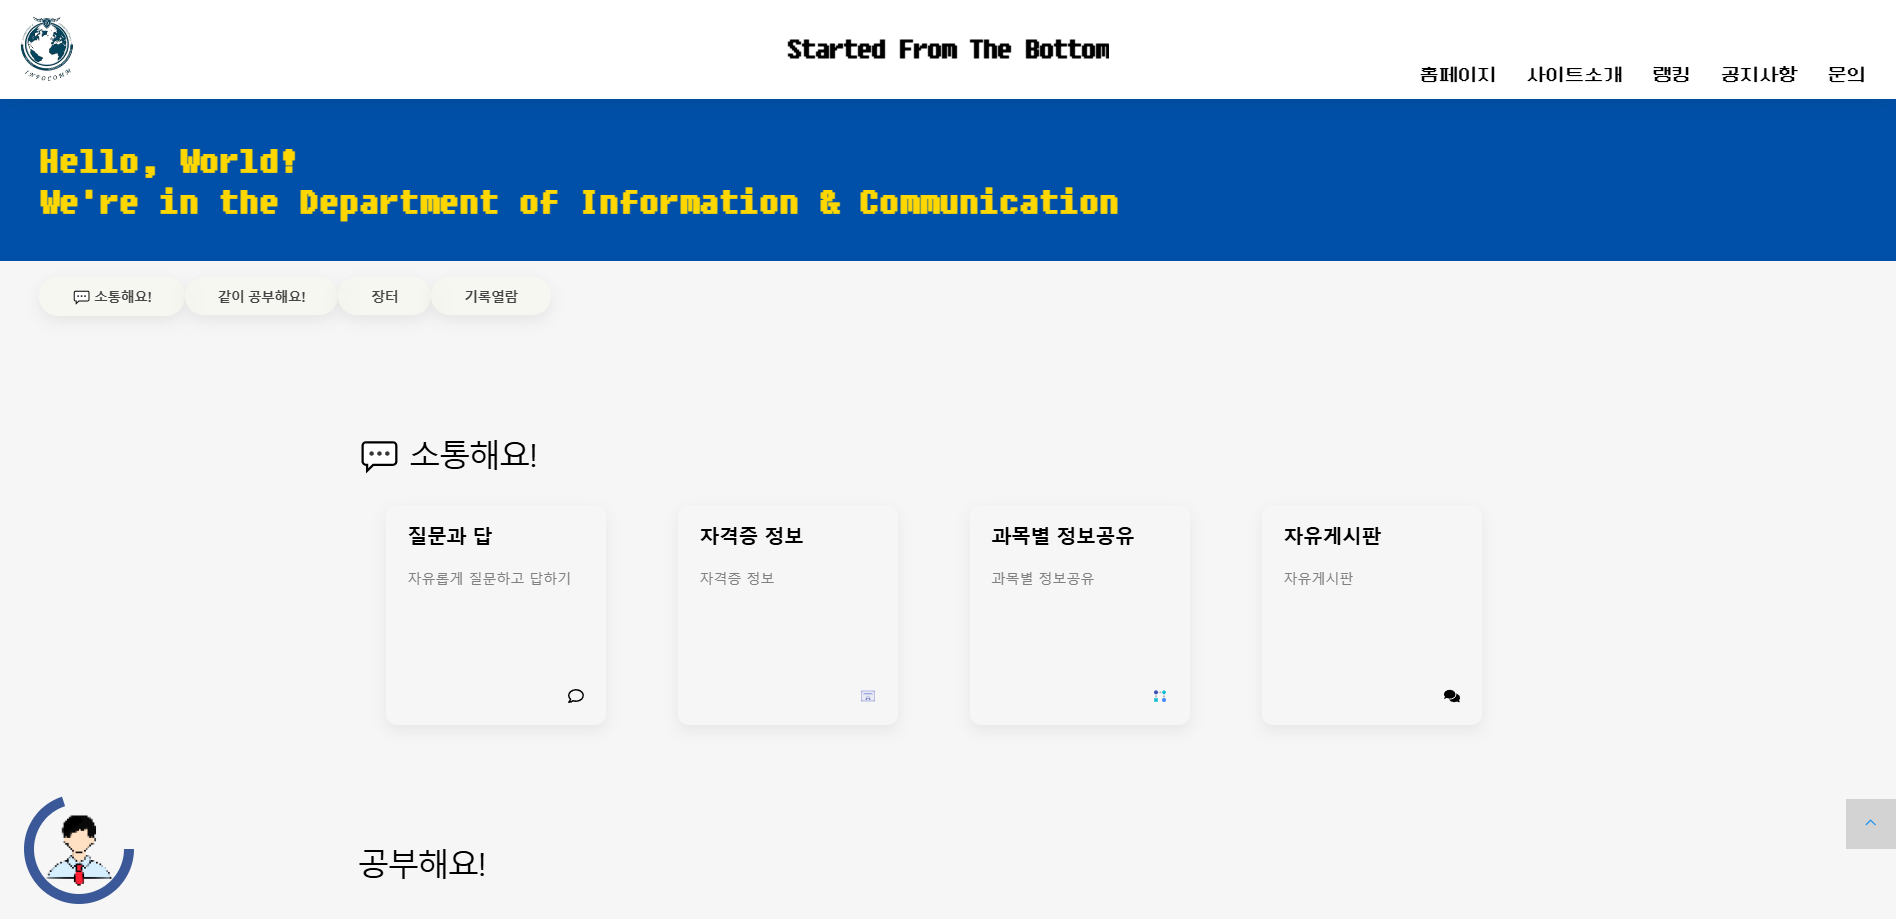 INFOCOMM
Started From The Bottom
홈페이지 사이트소개 랭킹 공지사항 문의
Hello, World!
We're in the Department of Information & Communication
소통해요! 같이 공부해요! 장터 기록열람
소통해요!
질문과 답
자유롭게 질문하고 답하기
자격증 정보
자격증 정보
과목별 정보공유
과목별 정보공유
자유게시판
자유게시판
공부해요!